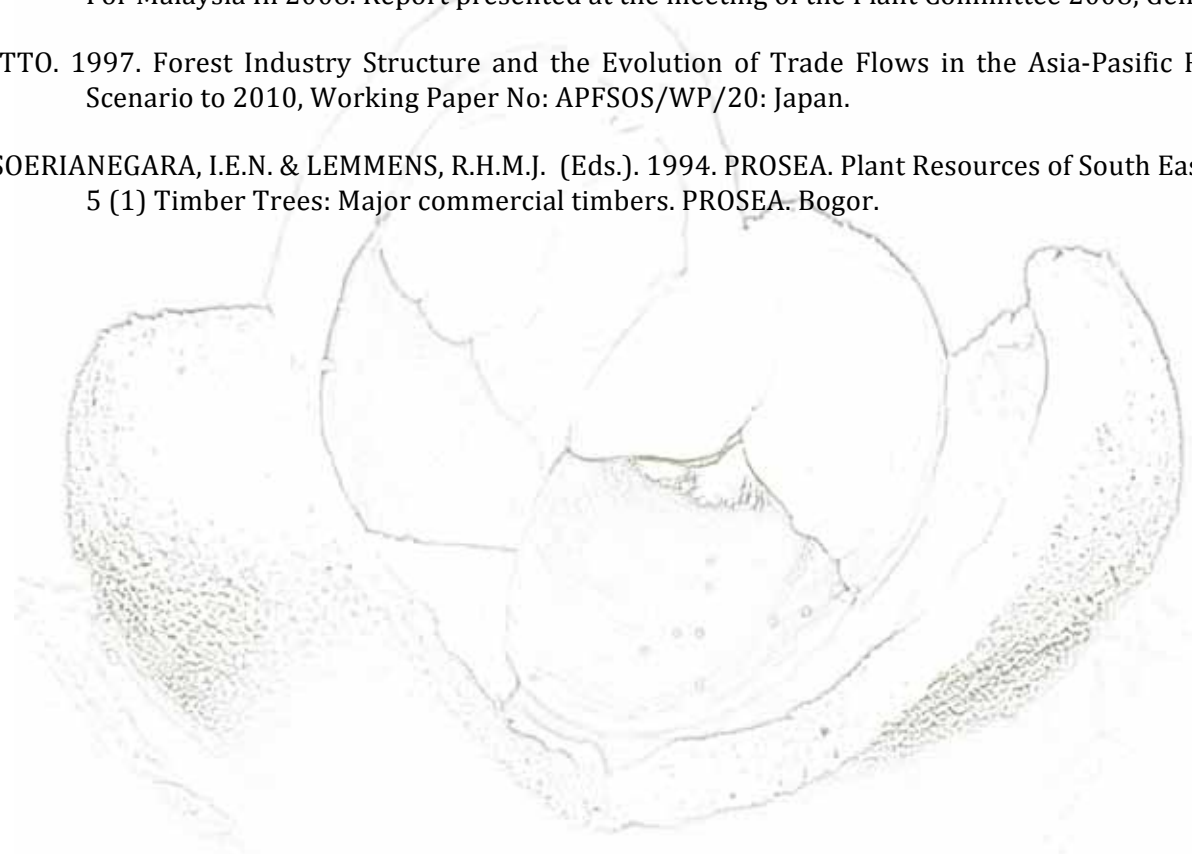 For Malaysia in 2008. Report presented at the meeting of the Plant Committee 2008,
TTO. 1997. Forest Industry Structure and the Evolution of Trade Flows in the Asia-Pasific
Scenario to 2010, Working Paper No: APFSOS/WP/20: Japan.
SOERIANEGARA, I.E.N. & LEMMENS, R.H.M.J. (Eds.). 1994. PROSEA. Plant Resources of South
5 (1) Timber Trees: Major commercial timbers. PROSEA. Bogor.